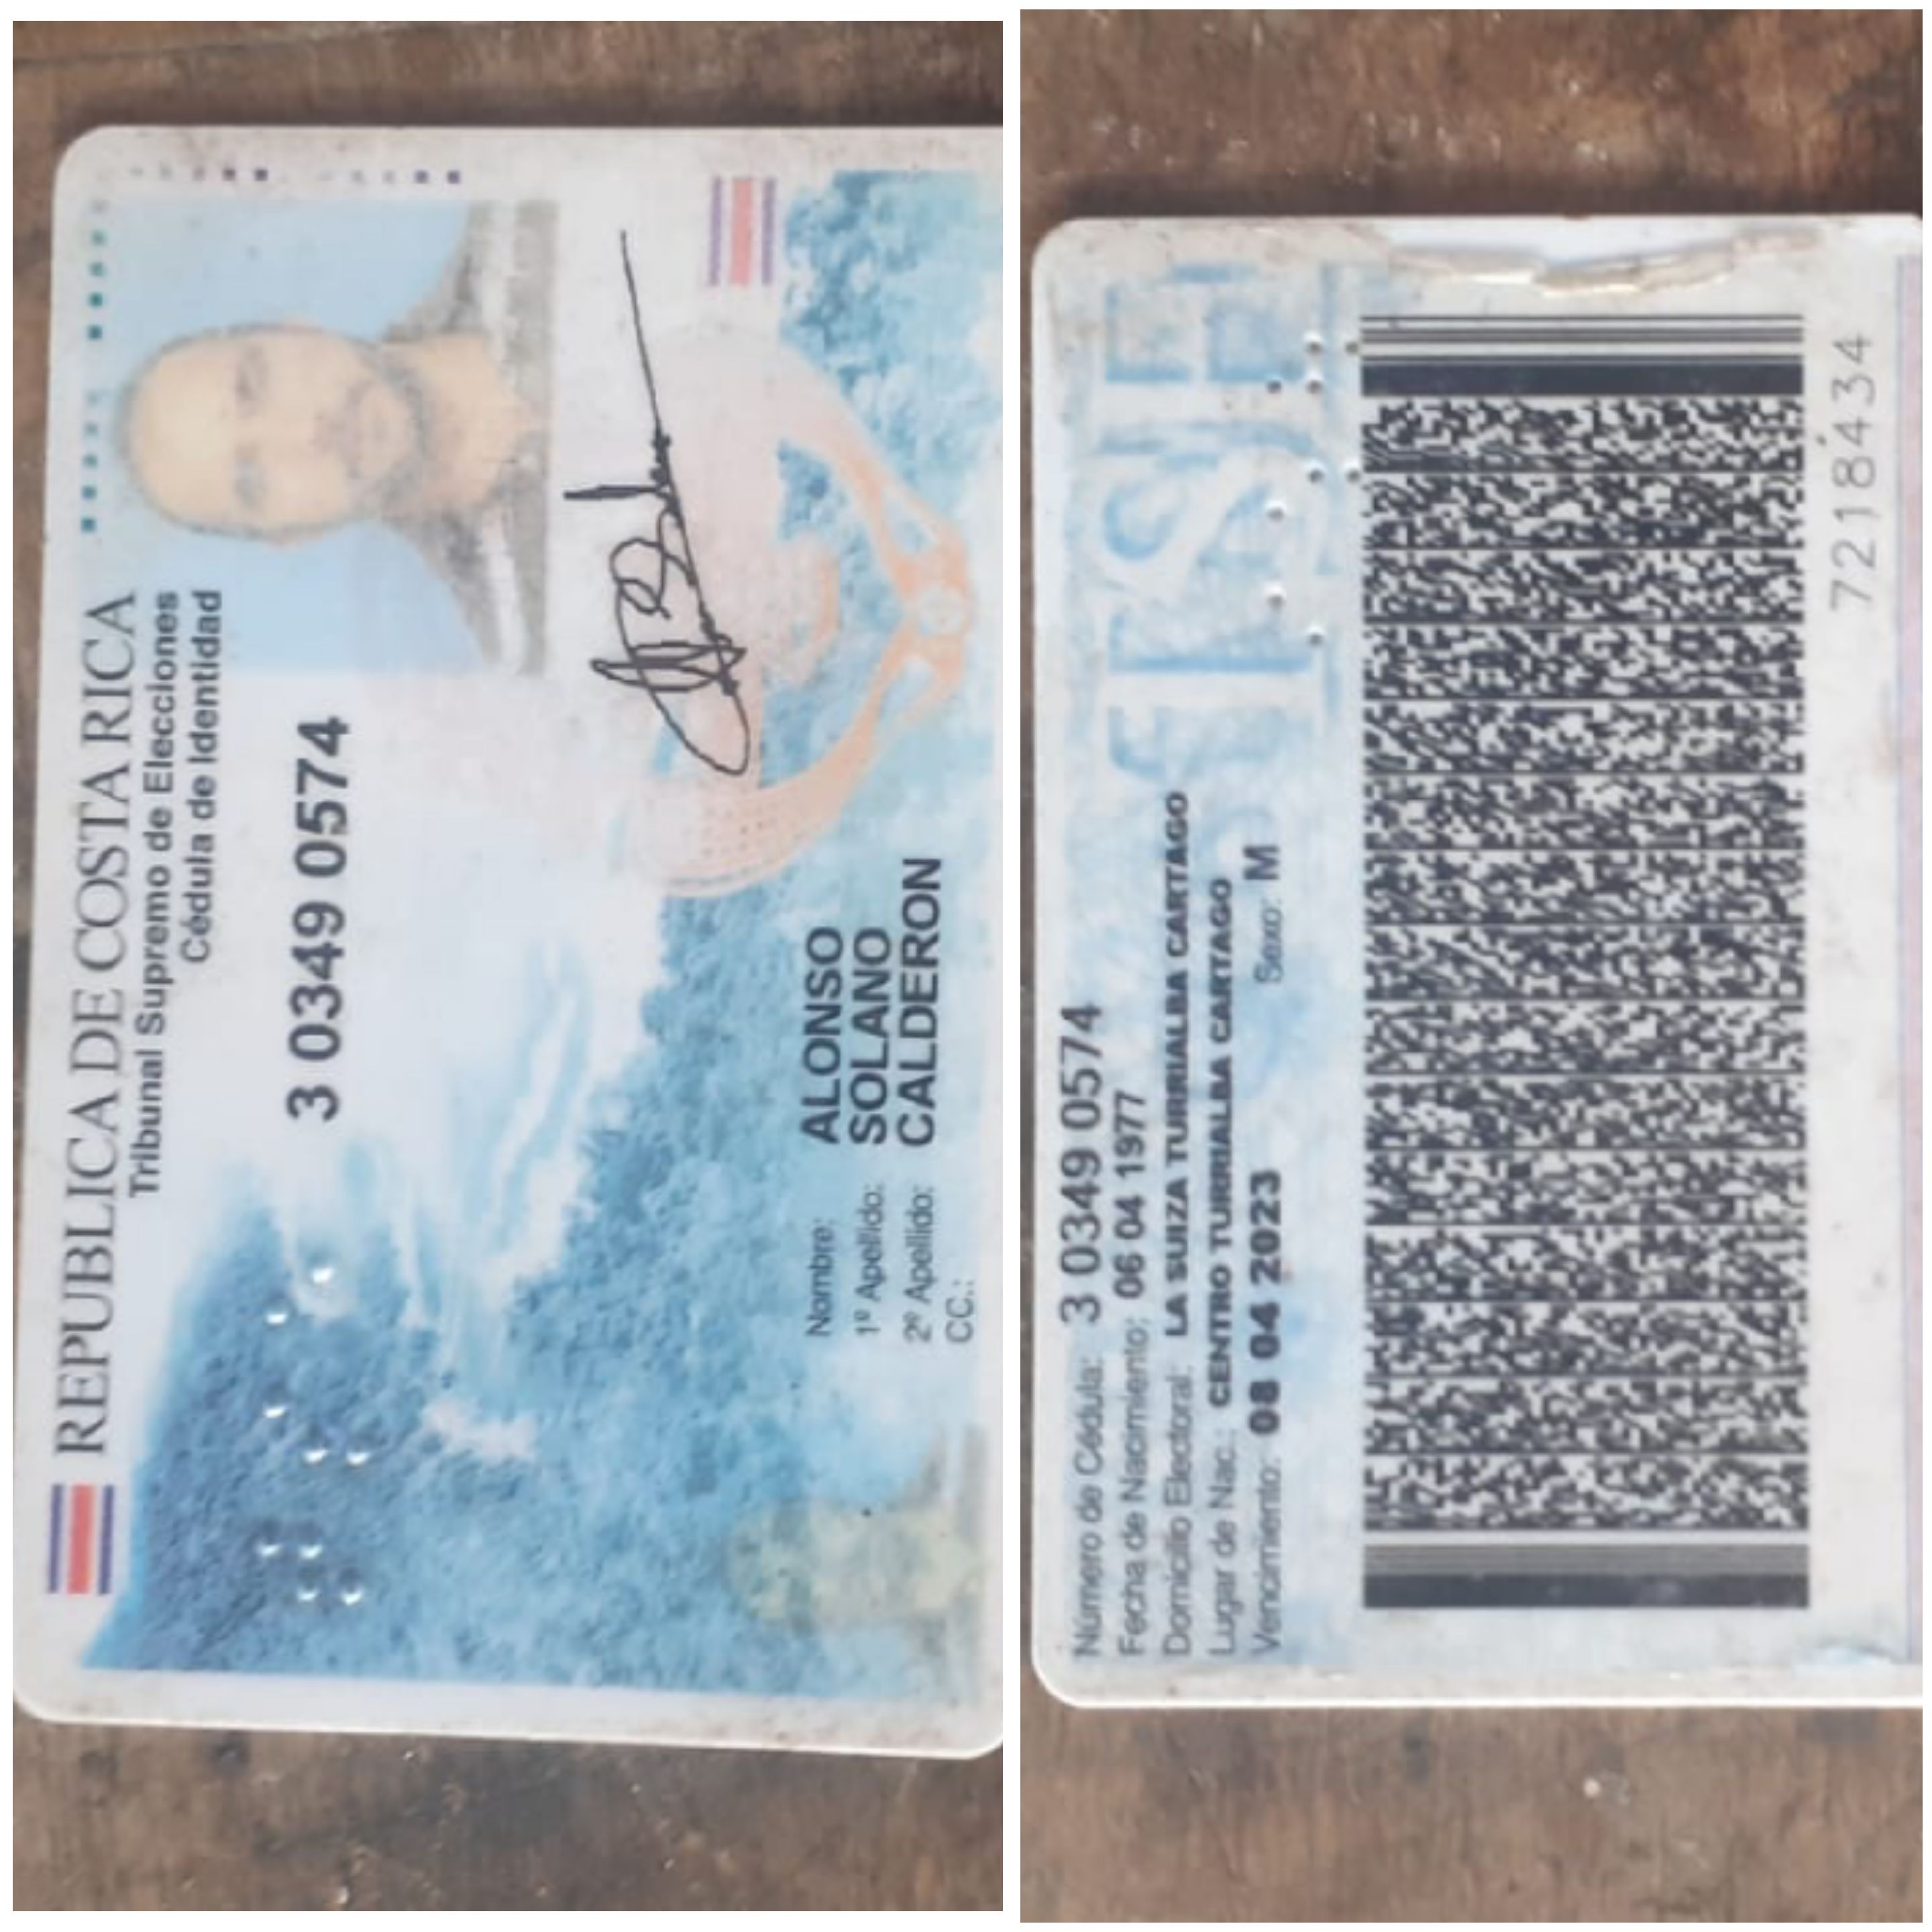 REPUBLICA DE COSTA RICA
Tribunal Supremo de Elecciones
Cédula de Identidad
3 0349 0574
Nombre: ALONSO
1º Apellido: SOLANO
2º Apellido: CALDERON
CC.:
Número de Cédula: 3 0349 0574
Fecha de Nacimiento: 06 04 1977
Domicilio Electoral: LA SUIZA TURRIALBA CARTAGO
Lugar de Nac.: CENTRO TURRIALBA CARTAGO
Sexo: M
Vencimiento: 08 04 2023
TSE
7218434